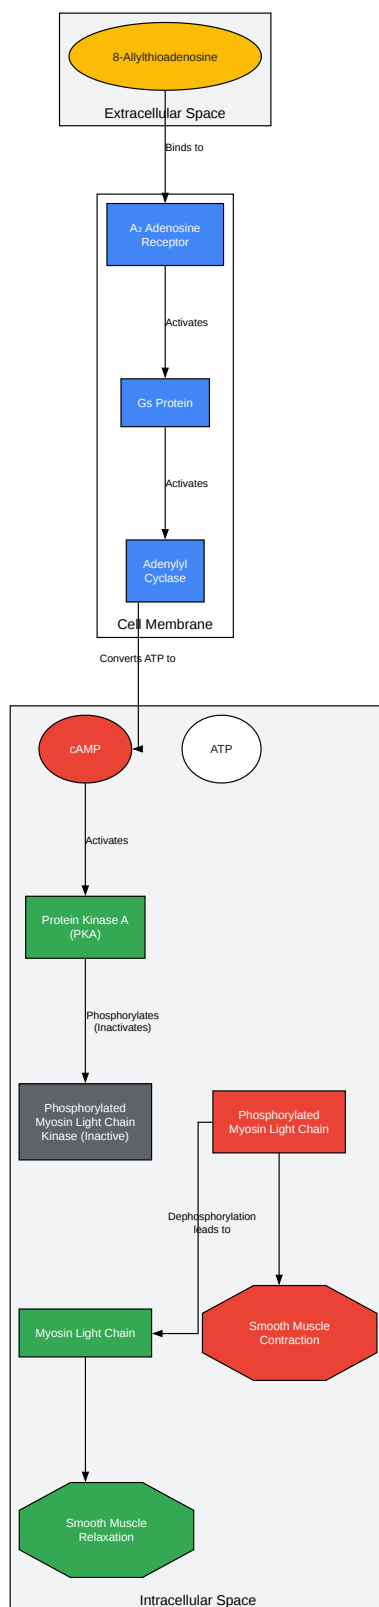 8-Allylthioadenosine
Extracellular Space
Binds to
A₂ Adenosine
Receptor
Activates
Gs Protein
Activates
Adenylyl
Cyclase
Cell Membrane
Converts ATP to
cAMP
ATP
Activates
Protein Kinase A
(PKA)
Phosphorylates
(Inactivates)
Phosphorylated
Myosin Light Chain
Kinase (Inactive)
Phosphorylated
Myosin Light Chain
Dephosphorylation
leads to
Myosin Light Chain
Smooth Muscle
Contraction
Smooth Muscle
Relaxation
Intracellular Space